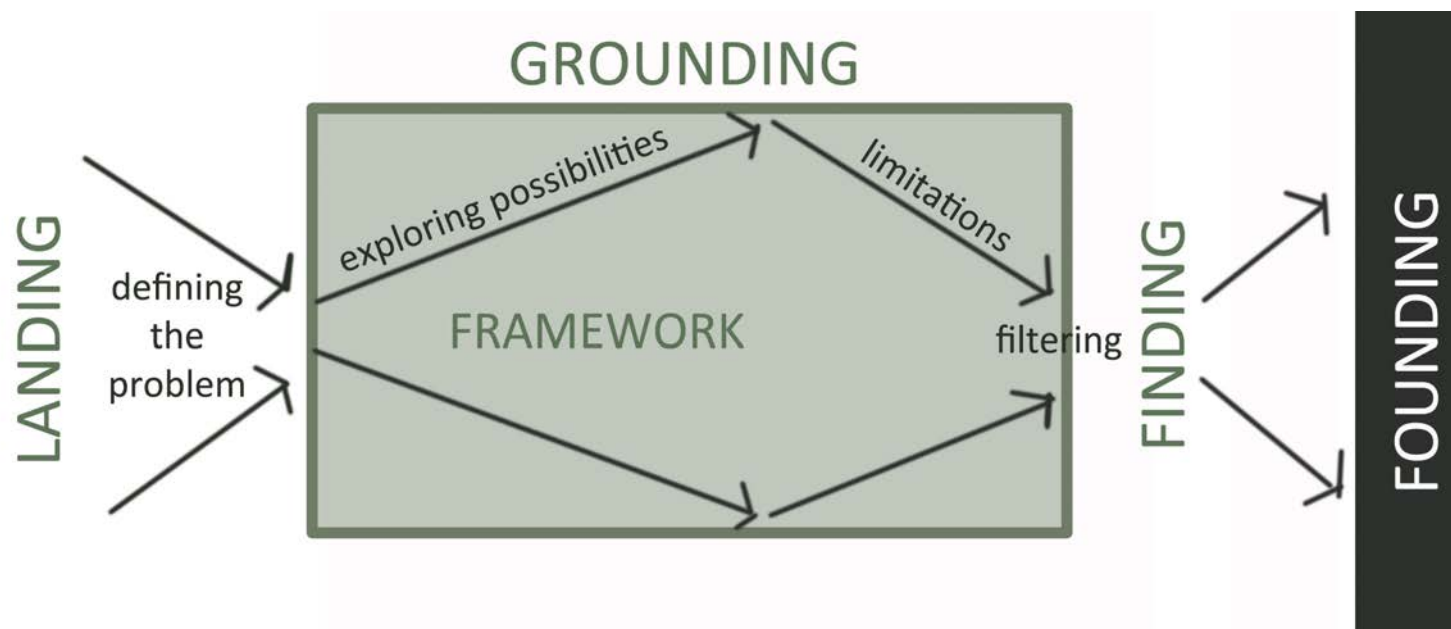 GROUNDING
LANDING
defining
the
problem
exploring possibilities
limitations
FRAMEWORK
filtering
FINDING
FOUNDING